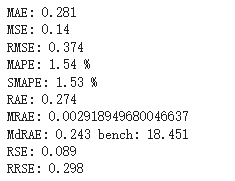 MAE: 0.281
MSE: 0.14
RMSE: 0.374
MAPE: 1.54 %
SMAPE: 1.53 %
RAE: 0.274
MRAE: 0.002918949680046637
MdRAE: 0.243 bench: 18.451
RSE: 0.089
RRSE: 0.298